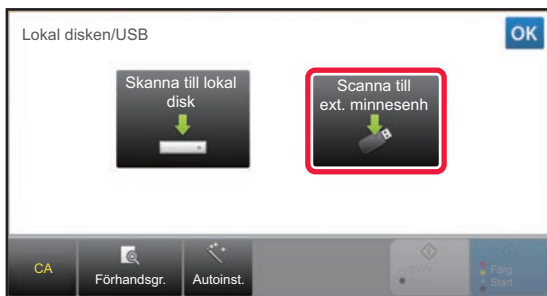 Lokal disken/USB
OK
Skanna till lokal
disk
Scanna till
ext. minnesenh
CA
Förhandsgr.
Autoinst.
Färg
Start